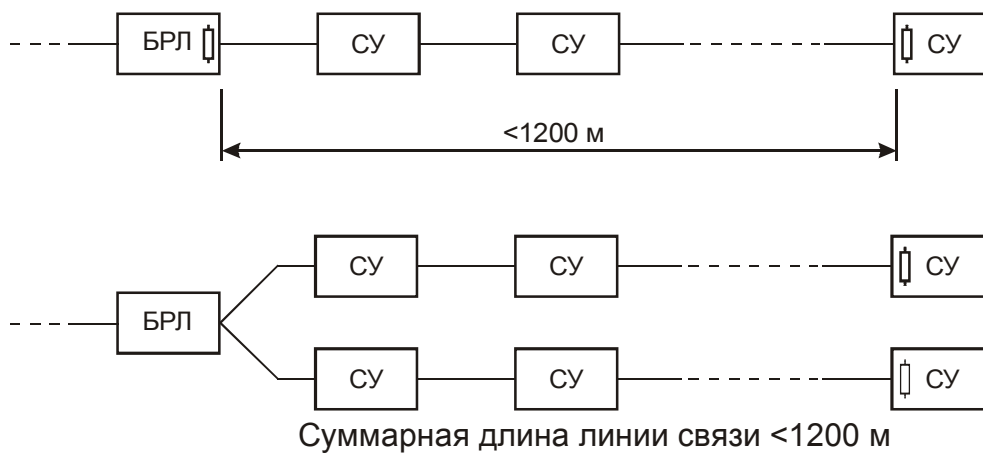 БРЛ СУ СУ СУ
<1200 м
СУ СУ СУ
БРЛ
СУ СУ СУ
Суммарная длина линии связи <1200 м